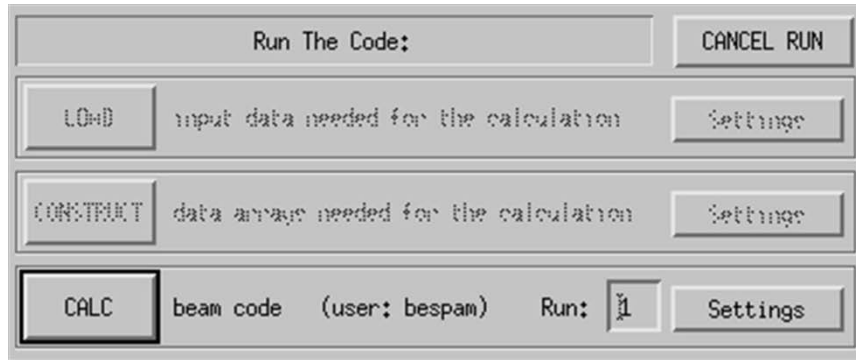 Run The Code: CANCEL RUN
LOAD input data needed for the calculation Settings
CONSTRUCT data arrays needed for the calculation Settings
CALC beam code (user: bespam) Run: 1 Settings